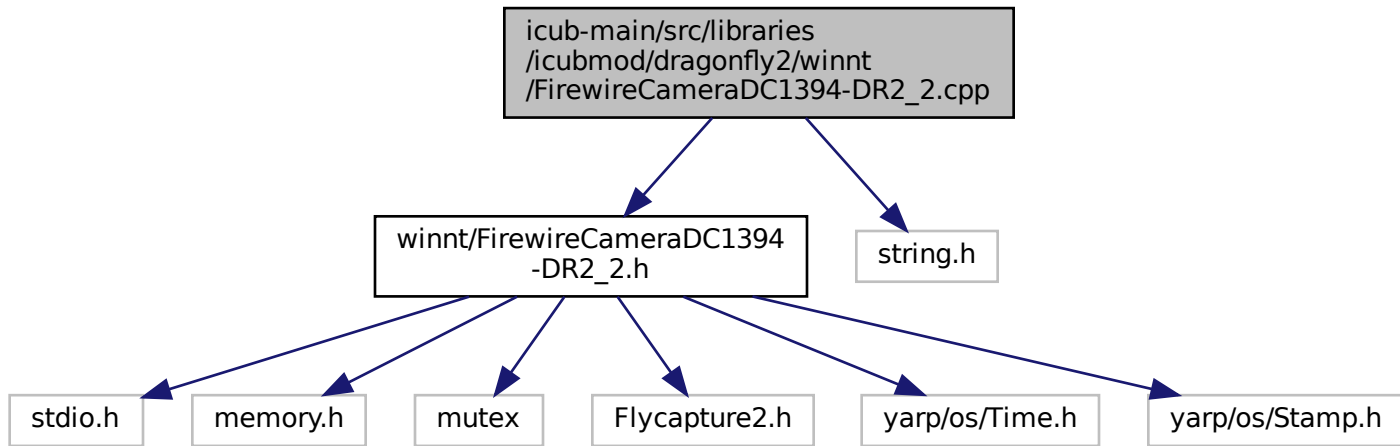 icub-main/src/libraries
/icubmod/dragonfly2/winnt
/FirewireCameraDC1394-DR2_2.cpp
winnt/FirewireCameraDC1394
-DR2_2.h
string.h
stdio.h
memory.h
mutex
Flycapture2.h
yarp/os/Time.h
yarp/os/Stamp.h